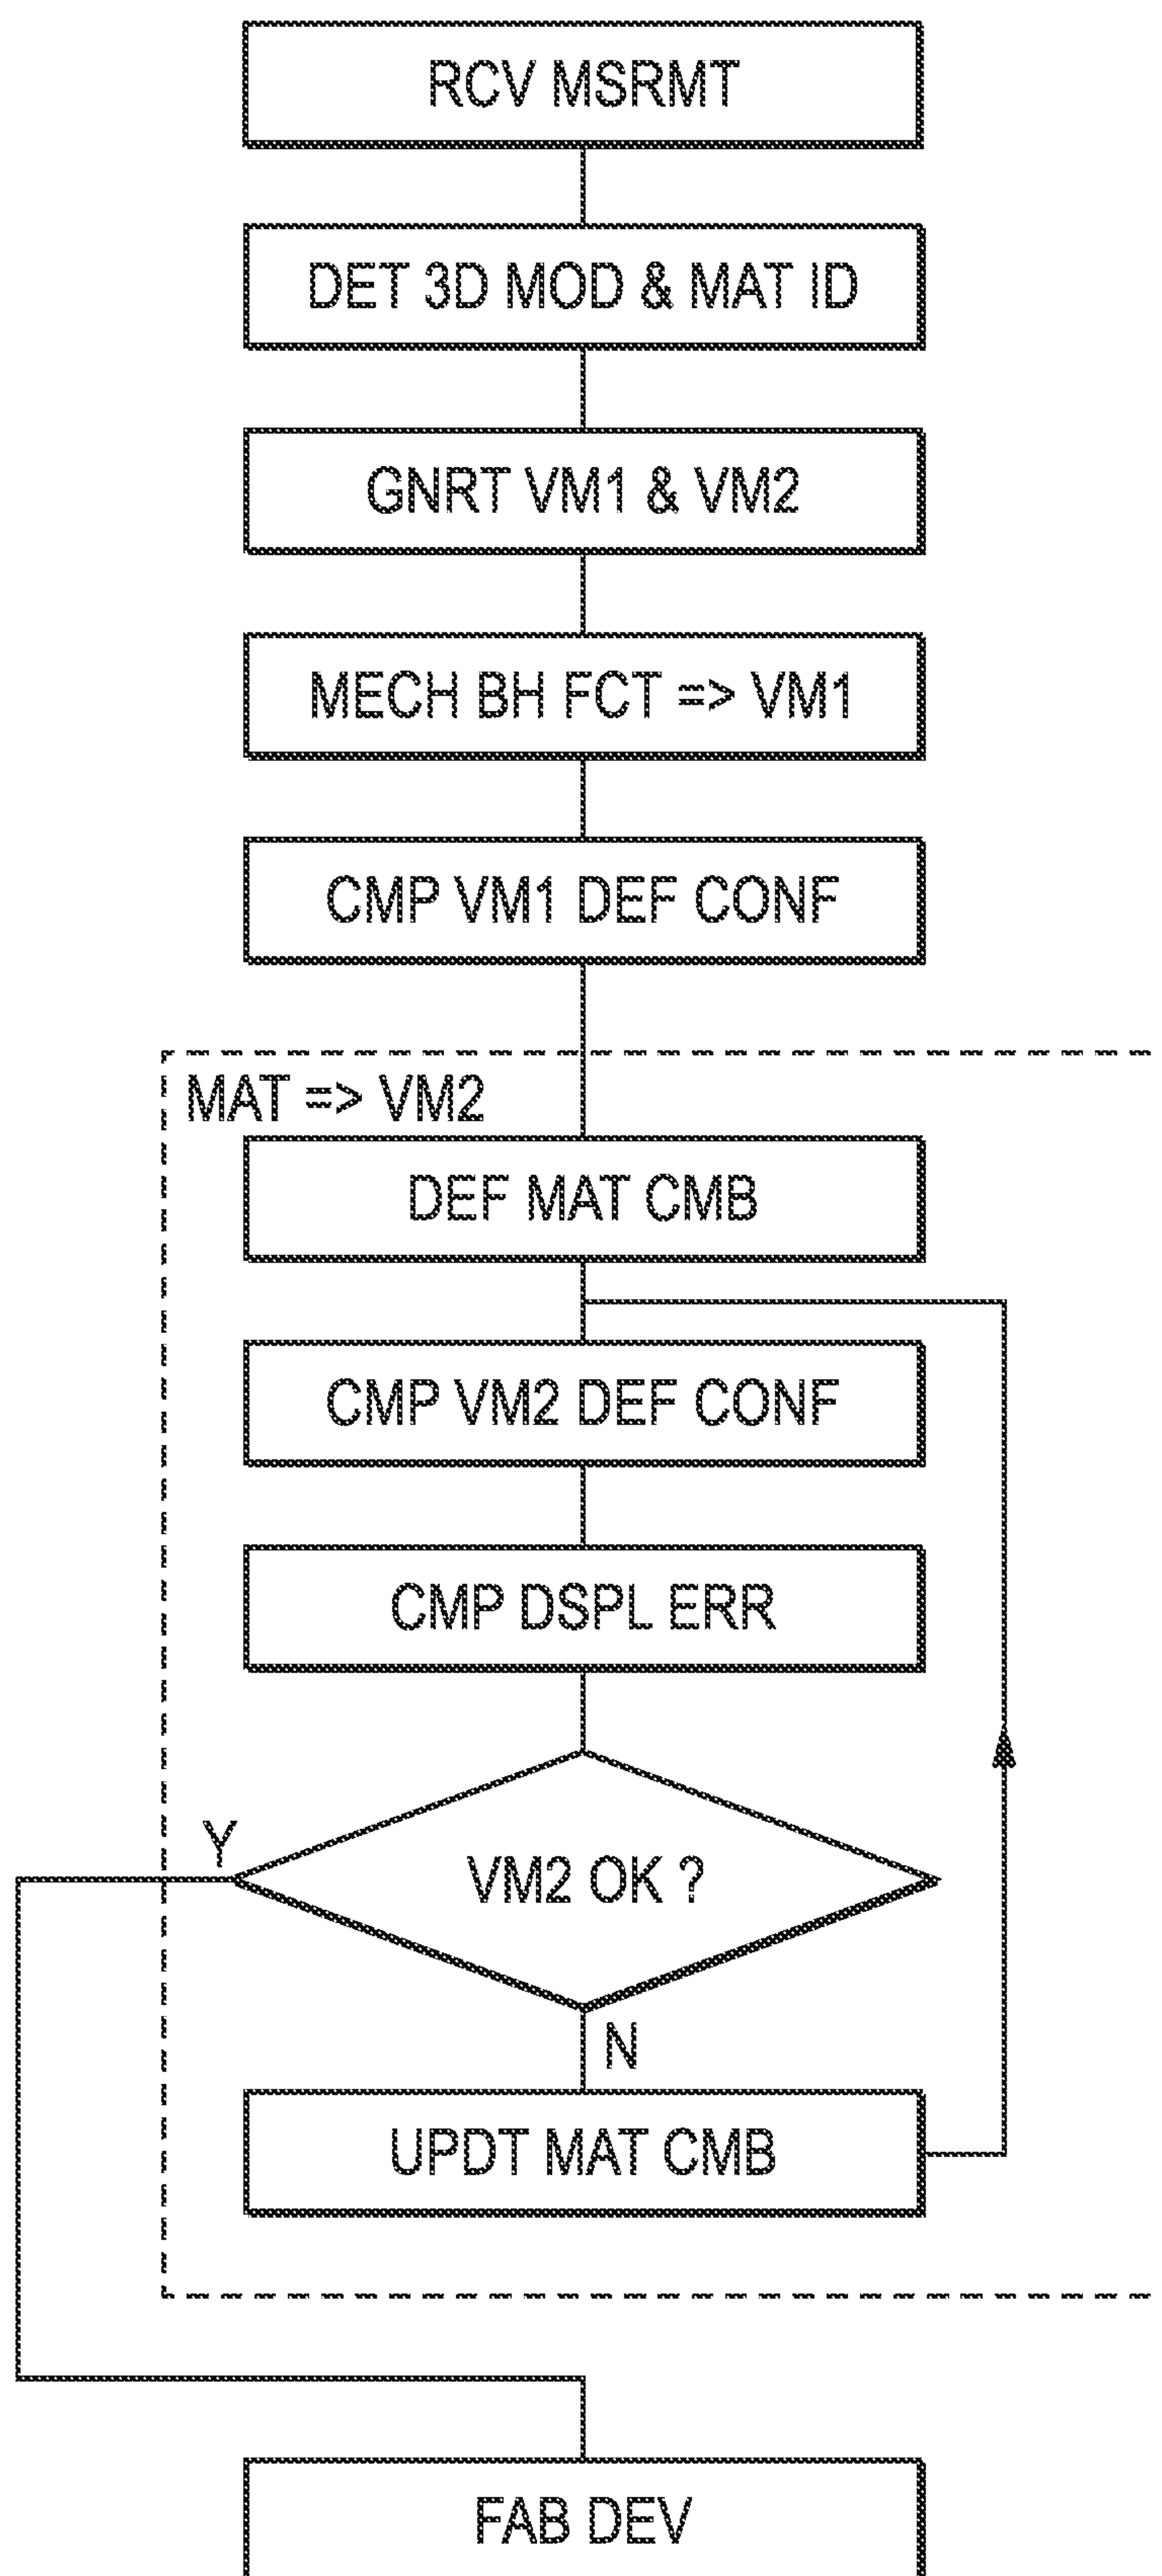 RCV MSRMT
DET 3D MOD & MAT ID
GNRT VM1 & VM2
MECH BH FCT => VM1
CMP VM1 DEF CONF
MAT => VM2
DEF MAT CMB
CMP VM2 DEF CONF
CMP DSPL ERR
Y
VM2 OK ?
N
UPDT MAT CMB
FAB DEV